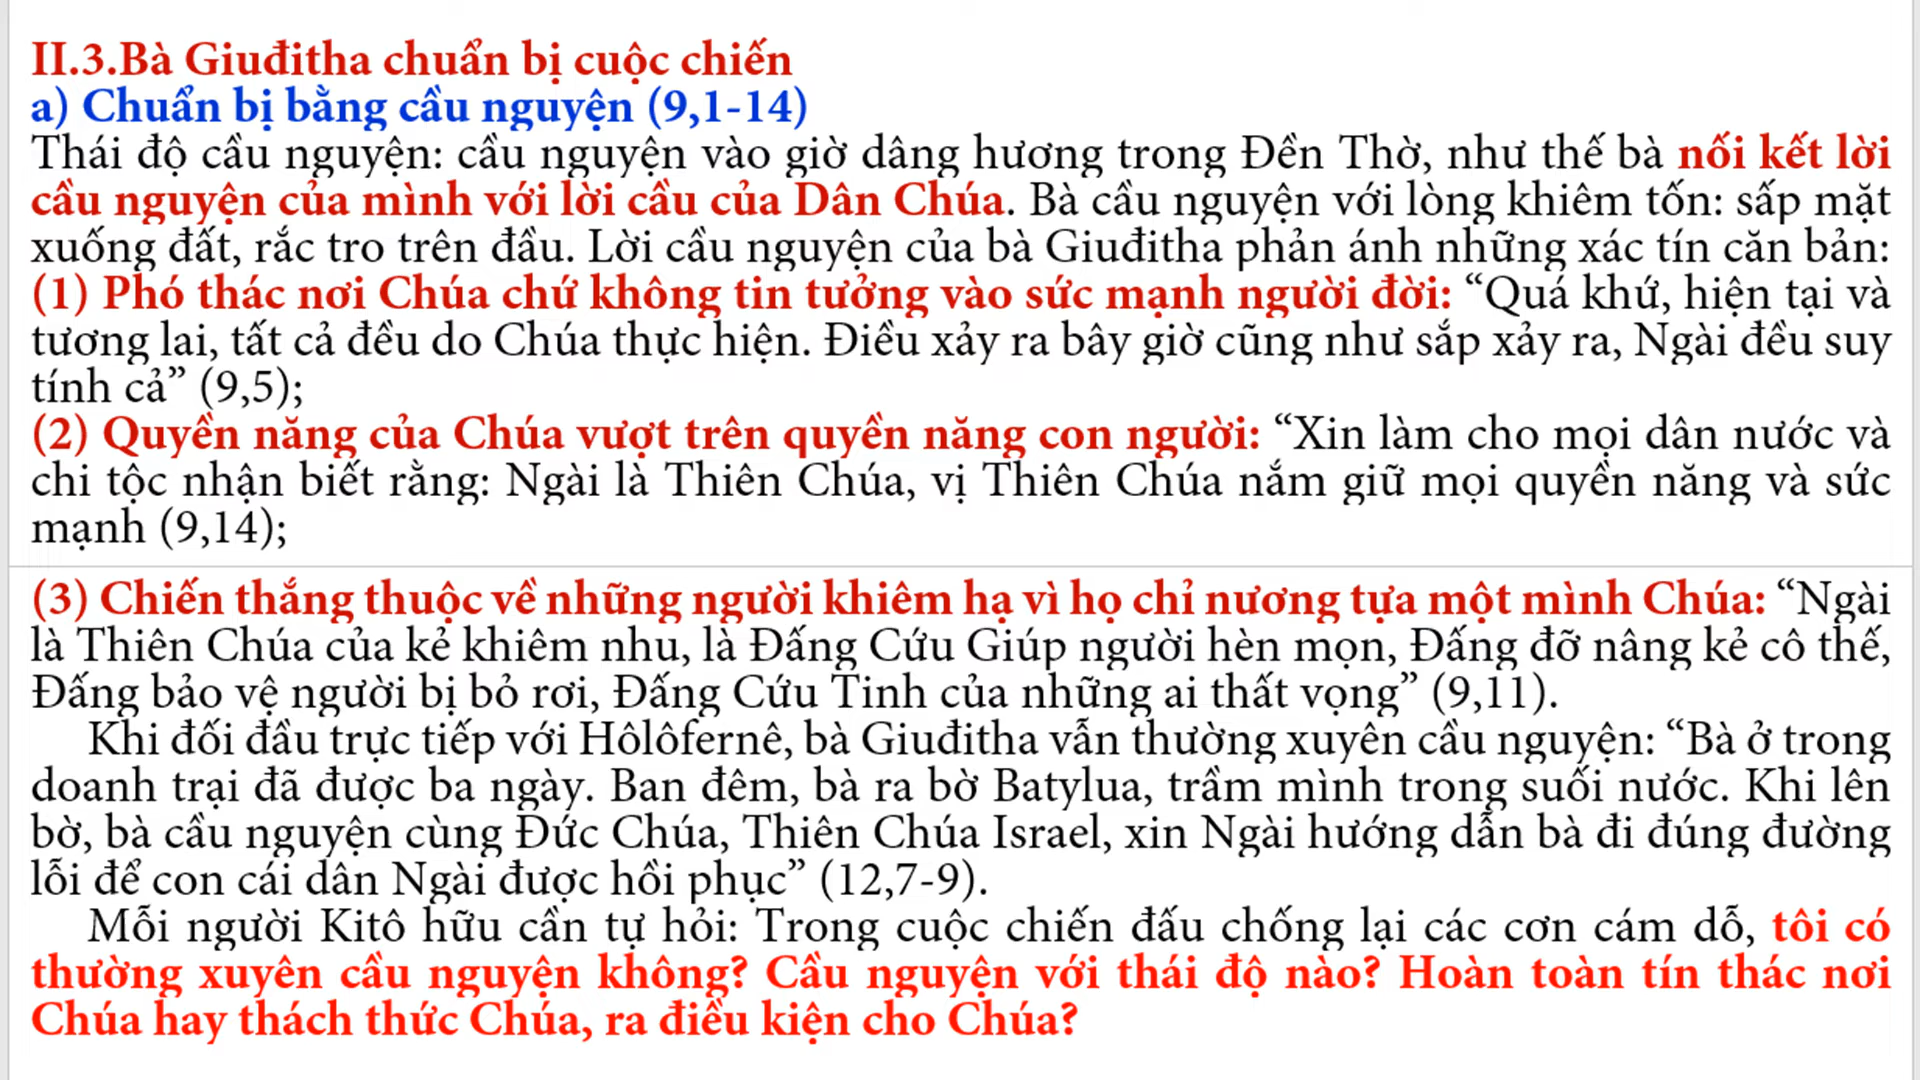 II.3.Bà Giuđitha chuẩn bị cuộc chiến
a) Chuẩn bị bằng cầu nguyện (9,1-14)
Thái độ cầu nguyện: cầu nguyện vào giờ dâng hương trong Đền Thờ, như thế bà nối kết lời
cầu nguyện của mình với lời cầu của Dân Chúa. Bà cầu nguyện với lòng khiêm tốn: sấp mặt
xuống đất, rắc tro trên đầu. Lời cầu nguyện của bà Giuđitha phản ánh những xác tín căn bản:
(1) Phó thác nơi Chúa chứ không tin tưởng vào sức mạnh người đời: “Quá khứ, hiện tại và
tương lai, tất cả đều do Chúa thực hiện. Điều xảy ra bây giờ cũng như sắp xảy ra, Ngài đều suy
tính cả” (9,5);
(2) Quyền năng của Chúa vượt trên quyền năng con người: “Xin làm cho mọi dân nước và
chi tộc nhận biết rằng: Ngài là Thiên Chúa, vị Thiên Chúa nắm giữ mọi quyền năng và sức
mạnh (9,14);
(3) Chiến thắng thuộc về những người khiêm hạ vì họ chỉ nương tựa một mình Chúa: “Ngài
là Thiên Chúa của kẻ khiêm nhu, là Đấng Cứu Giúp người hèn mọn, Đấng đỡ nâng kẻ cô thế,
Đấng bảo vệ người bị bỏ rơi, Đấng Cứu Tinh của những ai thất vọng” (9,11).
Khi đối đầu trực tiếp với Hôlôfernê, bà Giuđitha vẫn thường xuyên cầu nguyện: “Bà ở trong
doanh trại đã được ba ngày. Ban đêm, bà ra bờ Batylua, trầm mình trong suối nước. Khi lên
bờ, bà cầu nguyện cùng Đức Chúa, Thiên Chúa Israel, xin Ngài hướng dẫn bà đi đúng đường
lỗi để con cái dân Ngài được hồi phục” (12,7-9).
Mỗi người Kitô hữu cần tự hỏi: Trong cuộc chiến đấu chống lại các cơn cám dỗ, tôi có
thường xuyên cầu nguyện không? Cầu nguyện với thái độ nào? Hoàn toàn tín thác nơi
Chúa hay thách thức Chúa, ra điều kiện cho Chúa?